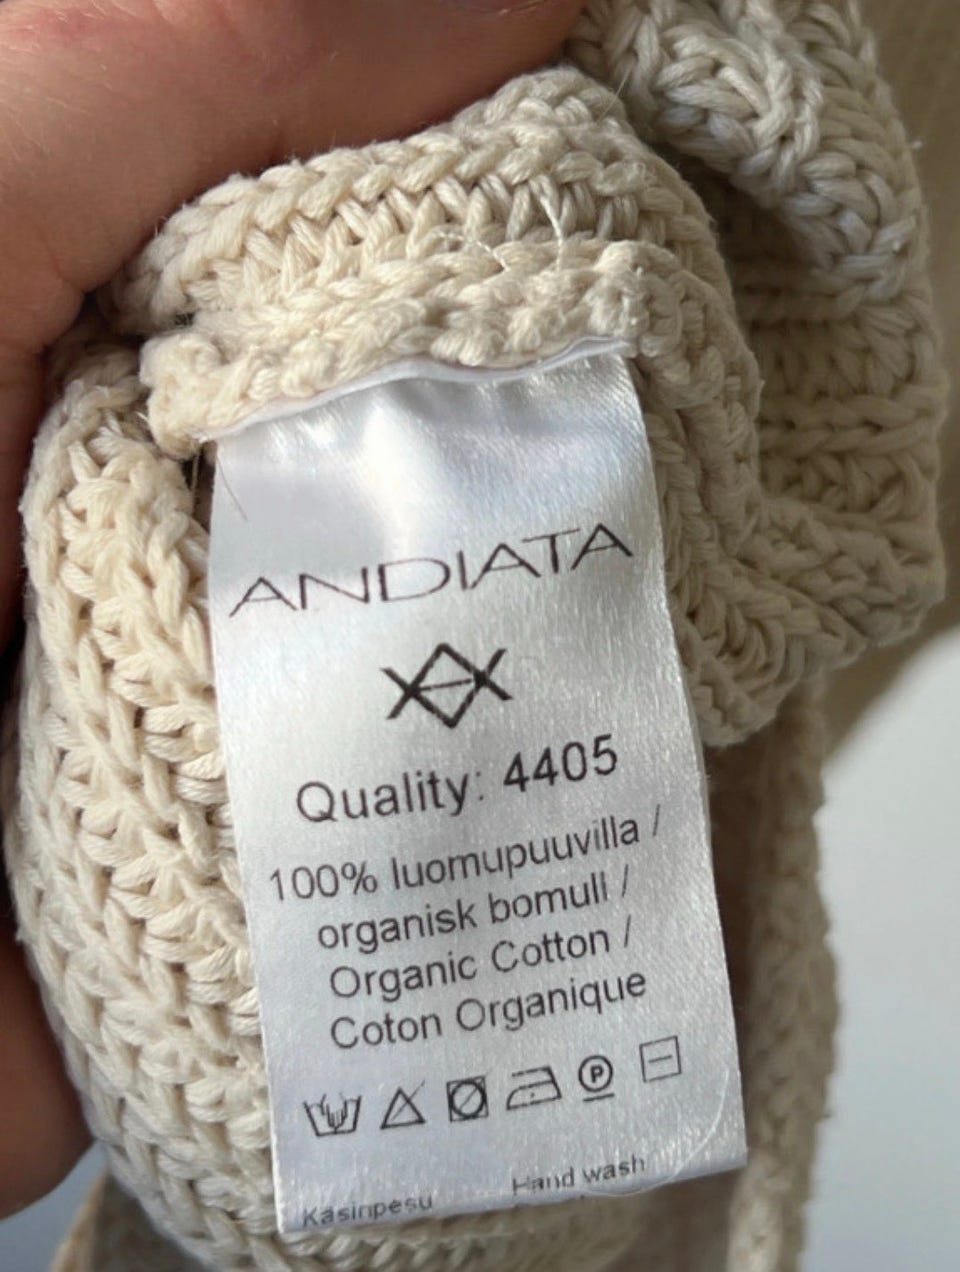 ANDIATA
Quality: 4405
100% luomupuuvilla /
organisk bomull /
Organic Cotton /
Coton Organique
P
Käsinpesu Hand wash